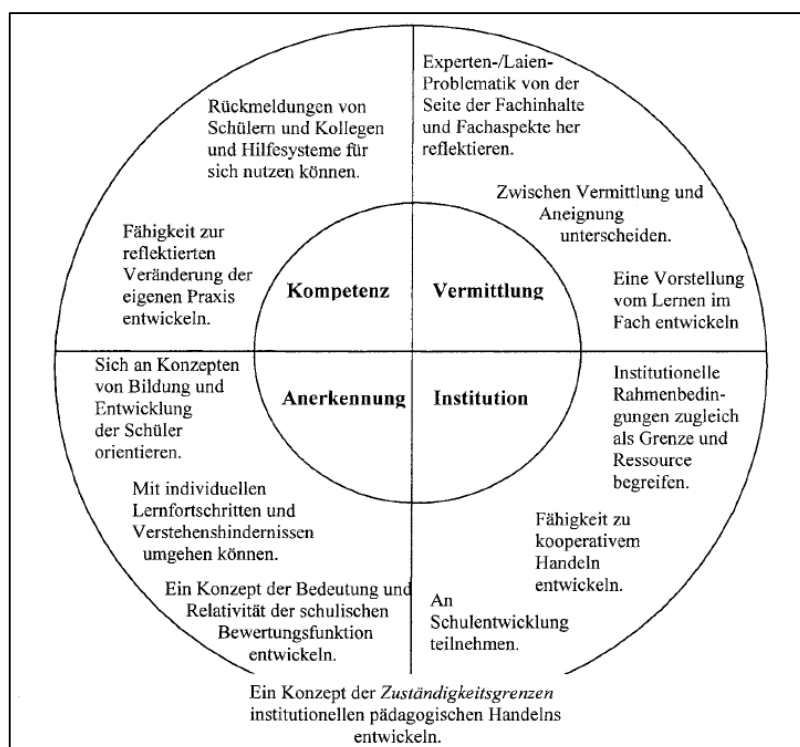 Experten-/Laien-
Problematik von der
Seite der Fachinhalte
und Fachaspekte her
reflektieren.
Rückmeldungen von
Schülern und Kollegen
und Hilfesysteme für
sich nutzen können.
Zwischen Vermittlung und
Aneignung
unterscheiden.
Fähigkeit zur
reflektierten
Veränderung der
eigenen Praxis
entwickeln.
Eine Vorstellung
vom Lernen im
Fach entwickeln
Kompetenz
Vermittlung
Anerkennung
Institution
Sich an Konzepten
von Bildung und
Entwicklung
der Schüler
orientieren.
Institutionelle
Rahmenbedin-
gungen zugleich
als Grenze und
Ressource
begreifen.
Mit individuellen
Lernfortschritten und
Verstehenshindernissen
umgehen können.
Fähigkeit zu
kooperativem
Handeln
entwickeln.
Ein Konzept der Bedeutung und
Relativität der schulischen
Bewertungsfunktion
entwickeln.
An
Schulentwicklung
teilnehmen.
Ein Konzept der Zuständigkeitsgrenzen
institutionellen pädagogischen Handelns
entwickeln.